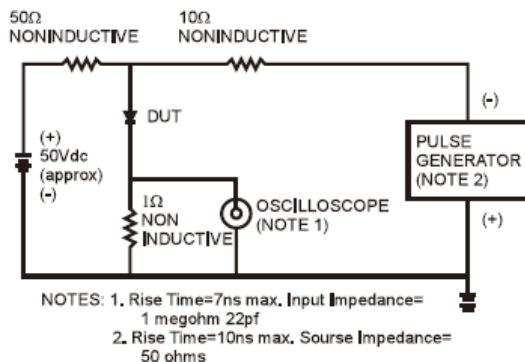 50Ω
NONINDUCTIVE
10Ω
NONINDUCTIVE
(+)
50Vdc
(approx)
(-)
DUT
1Ω
NON
INDUCTIVE
OSCILLOSCOPE
(NOTE 1)
(-)
PULSE
GENERATOR
(NOTE 2)
(+)
NOTES: 1. Rise Time=7ns max. Input Impedance=
1 megohm 22pf
2. Rise Time=10ns max. Sourse Impedance=
50 ohms